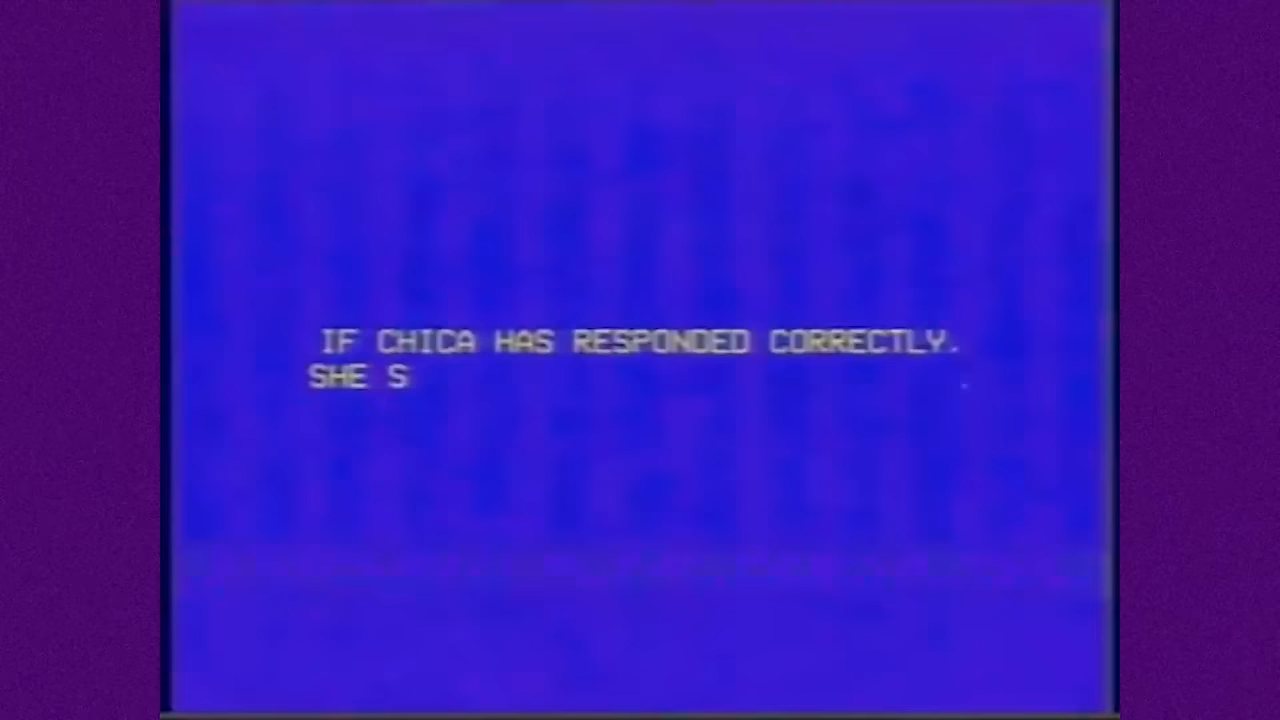 IF CHICA HAS RESPONDED CORRECTLY.
SHE S